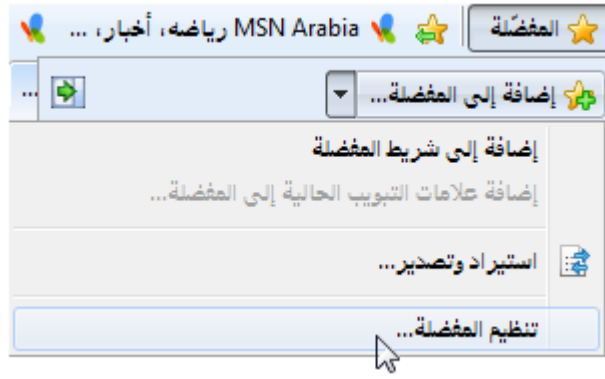 المفضّلة MSN Arabia رياضه، أخبار، ...
إضافة إلى المفضلة... ...
إضافة إلى شريط المفضلة
إضافة علامات التبويب الحالية إلى المفضلة...
استيراد وتصدير...
تنظيم المفضلة...